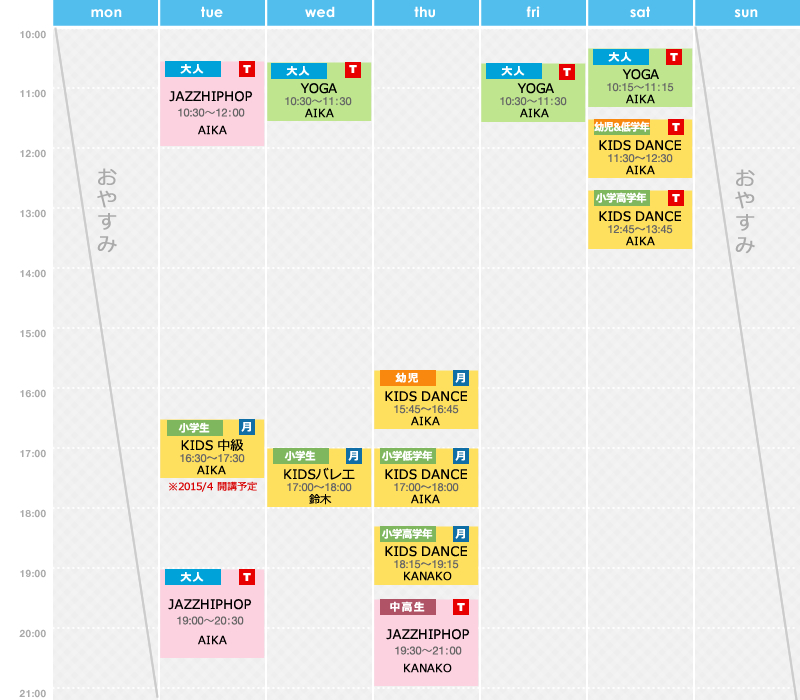 mon tue wed thu fri sat sun
10:00
11:00
12:00
13:00
14:00
15:00
16:00
17:00
18:00
19:00
20:00
21:00
おやすみ
大人 T
JAZZHIPHOP
10:30～12:00
AIKA
小学生 月
KIDS 中級
16:30～17:30
AIKA
※2015/4 開講予定
大人 T
JAZZHIPHOP
19:00～20:30
AIKA
大人 T
YOGA
10:30～11:30
AIKA
小学生 月
KIDSバレエ
17:00～18:00
鈴木
幼児 月
KIDS DANCE
15:45～16:45
AIKA
小学低学年 月
KIDS DANCE
17:00～18:00
AIKA
小学高学年 月
KIDS DANCE
18:15～19:15
KANAKO
中高生 T
JAZZHIPHOP
19:30～21:00
KANAKO
大人 T
YOGA
10:30～11:30
AIKA
大人 T
YOGA
10:15～11:15
AIKA
幼児&低学年 T
KIDS DANCE
11:30～12:30
AIKA
小学高学年 T
KIDS DANCE
12:45～13:45
AIKA
おやすみ